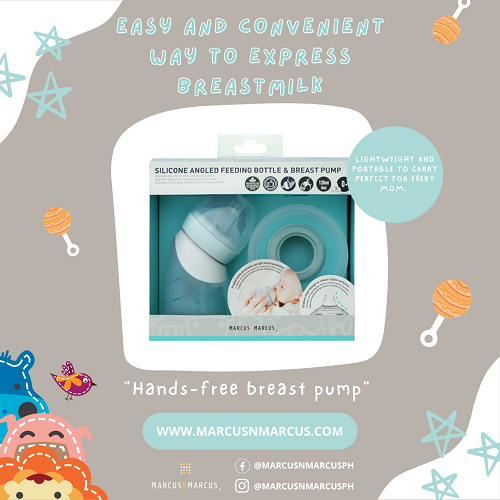 EASY AND CONVENIENT
WAY TO EXPRESS
BREASTMILK
LIGHTWEIGHT AND
PORTABLE TO CARRY
PERFECT FOR EVERY
MOM.
SILICONE ANGLED FEEDING BOTTLE & BREAST PUMP
MARCUS MARCUS
"Hands-free breast pump"
WWW.MARCUSNMARCUS.COM
MARCUS&MARCUS
@MARCUSNMARCUSPH
@MARCUSNMARCUSPH